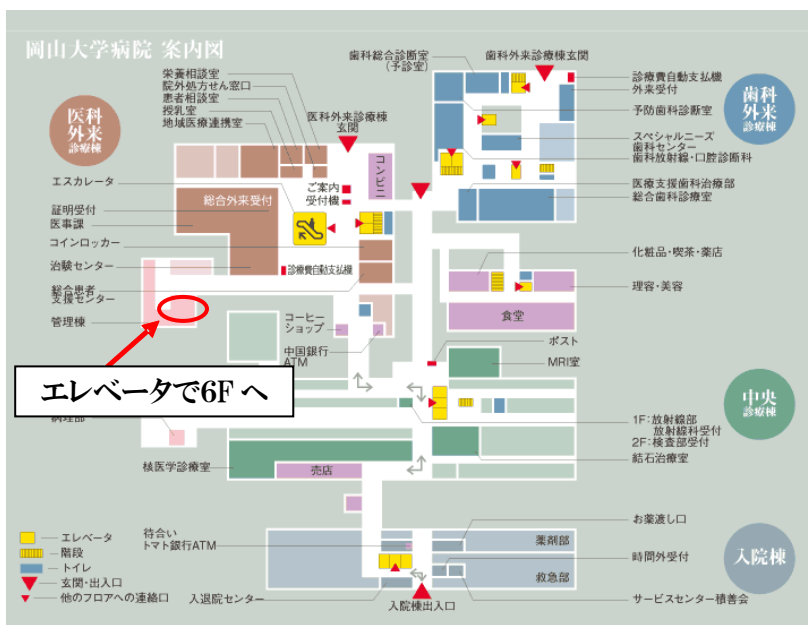 岡山大学病院 案内図
医科
外来
診療棟
栄養相談室
院外処方せん窓口
患者相談室
授乳室
地域医療連携室
医科外来診療棟
玄関
歯科総合診断室
(予診室)
歯科外来診療棟玄関
診療費自動支払機
外来受付
予防歯科診断室
スペシャルニーズ
歯科センター
歯科放射線・口腔診断科
医療支援歯科治療部
総合歯科診療室
歯科
外来
診療棟
エスカレータ
証明受付
医事課
コインロッカー
治験センター
総合患者
支援センター
管理棟
総合外来受付
ご案内
受付機
コンビニ
診療費自動支払機
コーヒー
ショップ
中国銀行
ATM
化粧品・喫茶・薬店
理容・美容
食堂
ポスト
MRI室
エレベータで6F へ
病理部
核医学診療室
売店
1F:放射線部
放射線科受付
2F:検査部受付
結石治療室
中央
診療棟
待合い
トマト銀行ATM
入退院センター
入院棟出入口
お薬渡し口
薬剤部
時間外受付
救急部
サービスセンター積善会
入院棟
エレベータ
階段
トイレ
玄関・出入口
他のフロアへの連絡口